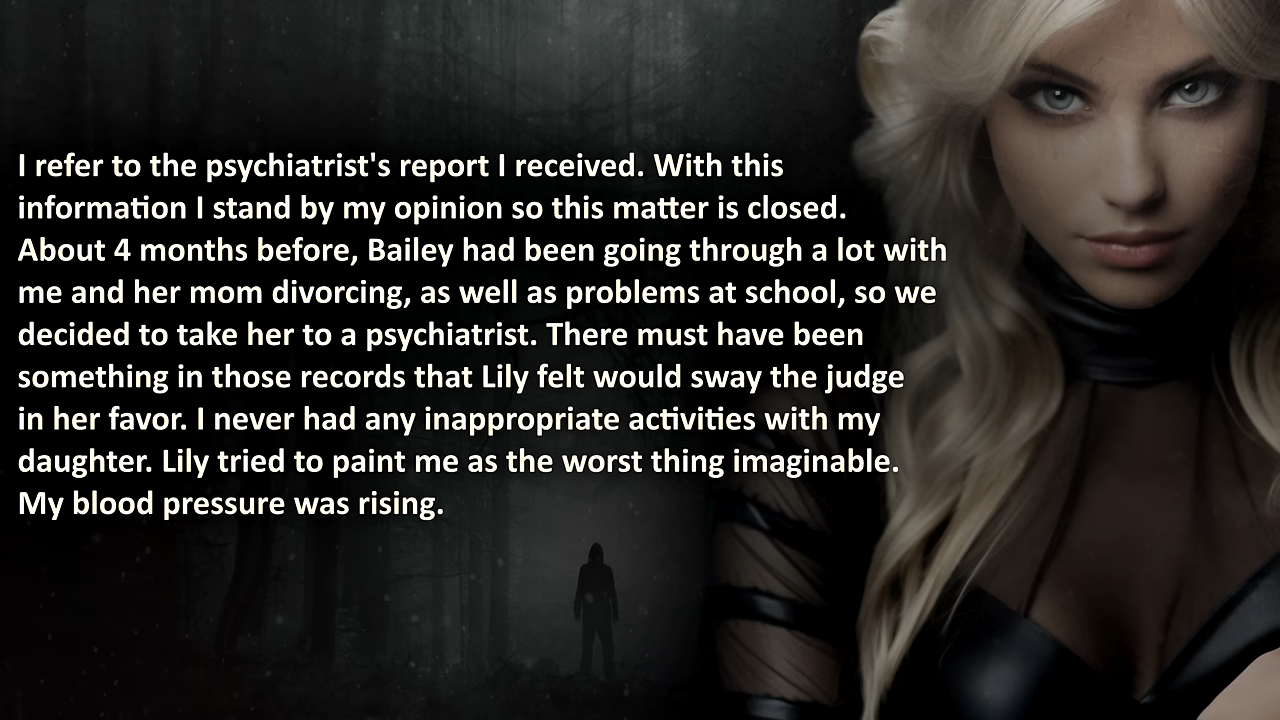 I refer to the psychiatrist's report I received. With this
information I stand by my opinion so this matter is closed.
About 4 months before, Bailey had been going through a lot with
me and her mom divorcing, as well as problems at school, so we
decided to take her to a psychiatrist. There must have been
something in those records that Lily felt would sway the judge
in her favor. I never had any inappropriate activities with my
daughter. Lily tried to paint me as the worst thing imaginable.
My blood pressure was rising.